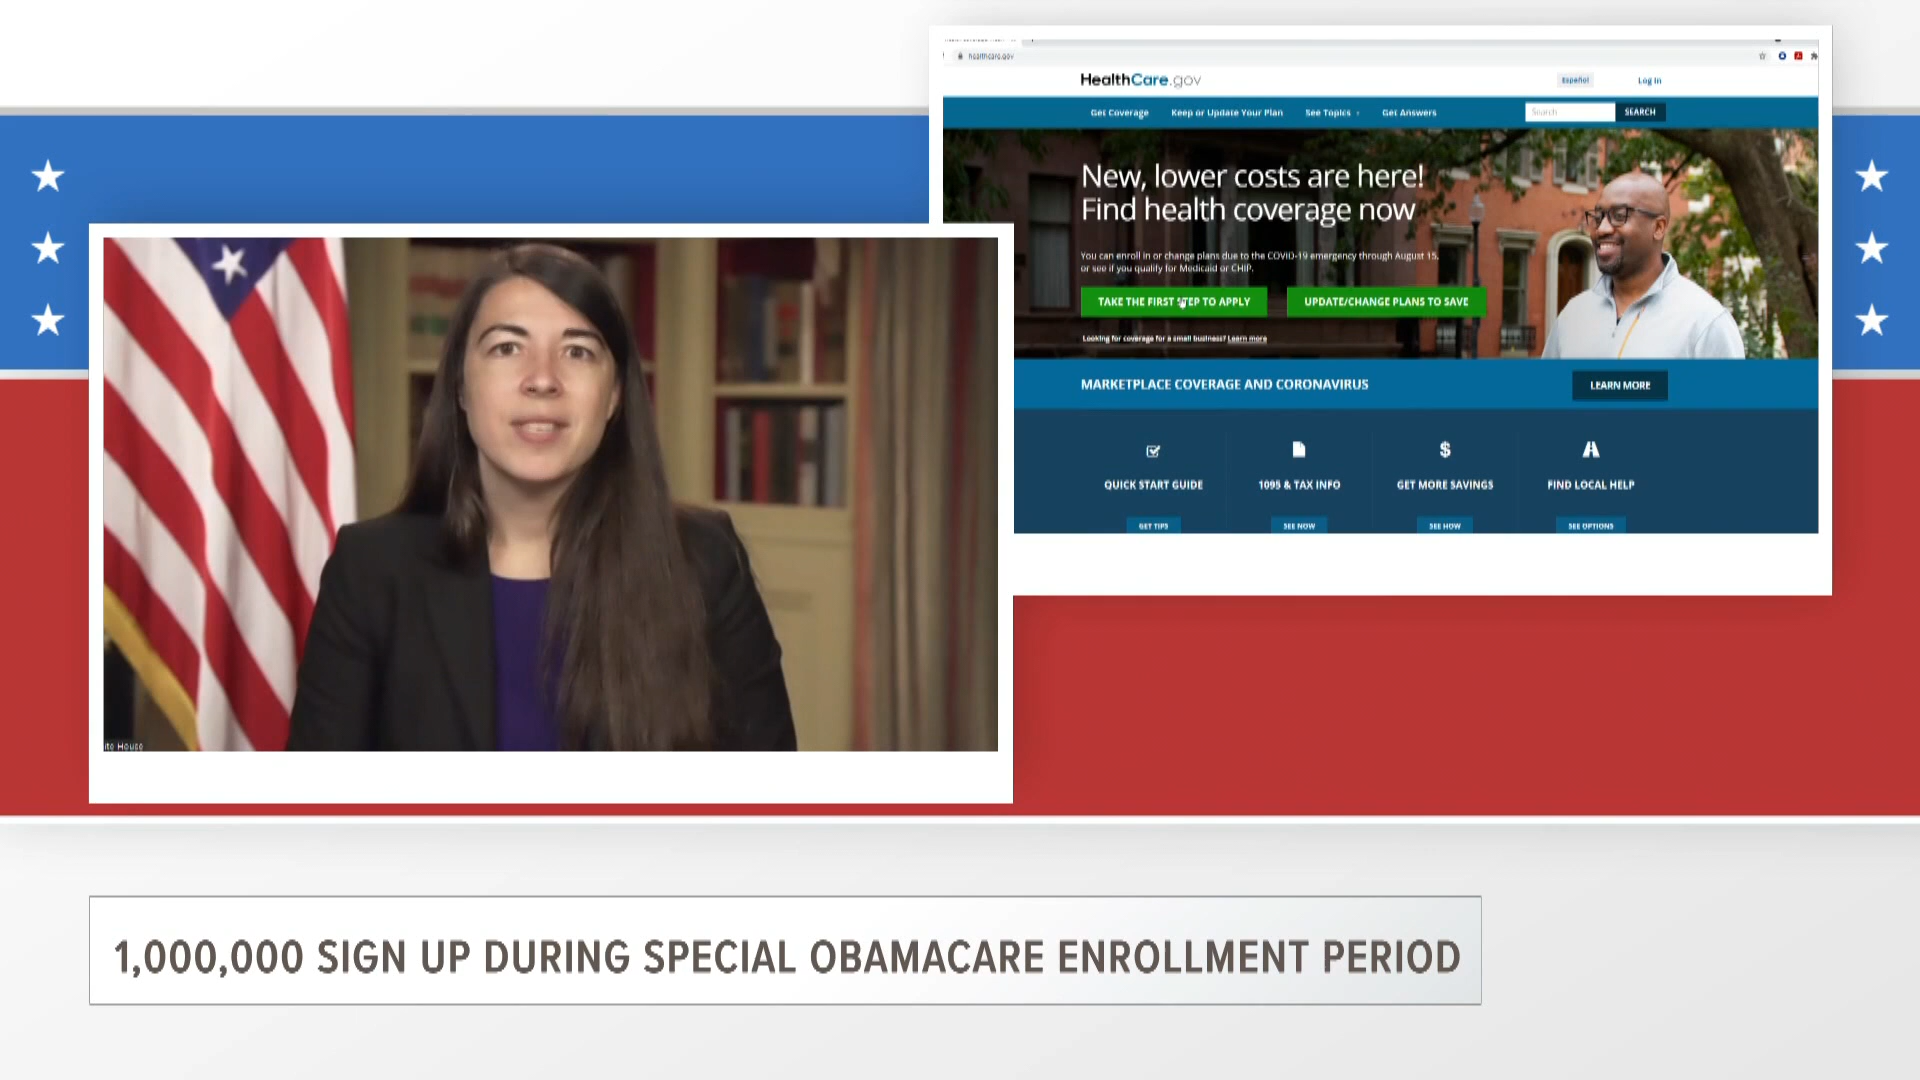 healthcare.gov
HealthCare.gov
Español
Log In
Get Coverage
Keep or Update Your Plan
See Topics
Get Answers
Search
SEARCH
New, lower costs are here!
Find health coverage now
You can enroll in or change plans due to the COVID-19 emergency through August 15,
or see if you qualify for Medicaid or CHIP.
TAKE THE FIRST STEP TO APPLY
UPDATE/CHANGE PLANS TO SAVE
Looking for coverage for a small business? Learn more
MARKETPLACE COVERAGE AND CORONAVIRUS
LEARN MORE
QUICK START GUIDE
1095 & TAX INFO
GET MORE SAVINGS
FIND LOCAL HELP
GET TIPS
SEE NOW
SEE HOW
SEE OPTIONS
ite House
1,000,000 SIGN UP DURING SPECIAL OBAMACARE ENROLLMENT PERIOD